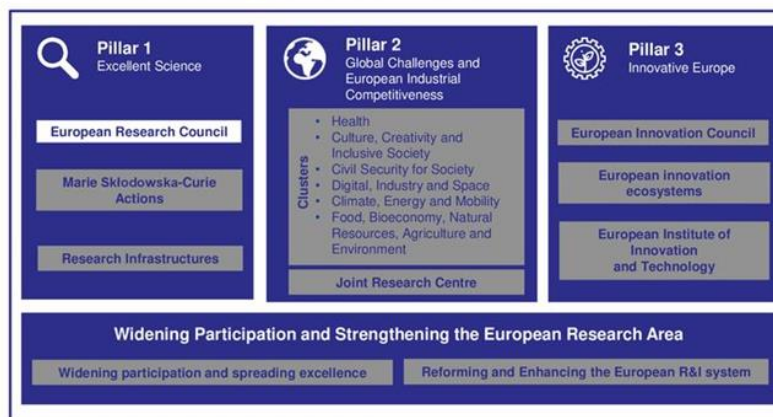 Pillar 1
Excellent Science
European Research Council
Marie Skłodowska-Curie
Actions
Research Infrastructures
Pillar 2
Global Challenges and
European Industrial
Competitiveness
Clusters
• Health
• Culture, Creativity and
Inclusive Society
• Civil Security for Society
• Digital, Industry and Space
• Climate, Energy and Mobility
• Food, Bioeconomy, Natural
Resources, Agriculture and
Environment
Joint Research Centre
Pillar 3
Innovative Europe
European Innovation Council
European innovation
ecosystems
European Institute of
Innovation
and Technology
Widening Participation and Strengthening the European Research Area
Widening participation and spreading excellence
Reforming and Enhancing the European R&I system